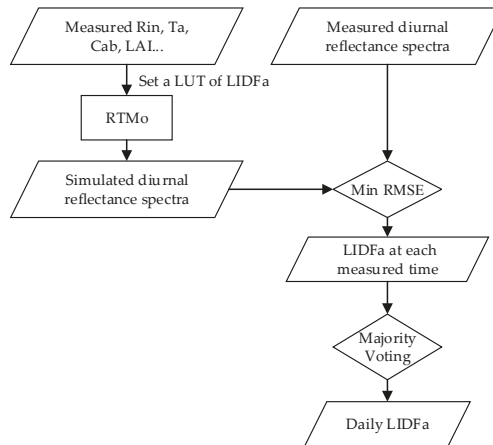 Measured Rin, Ta,
Cab, LAI...
Measured diurnal
reflectance spectra
Set a LUT of LIDFa
RTMo
Simulated diurnal
reflectance spectra
Min RMSE
LIDFa at each
measured time
Majority
Voting
Daily LIDFa